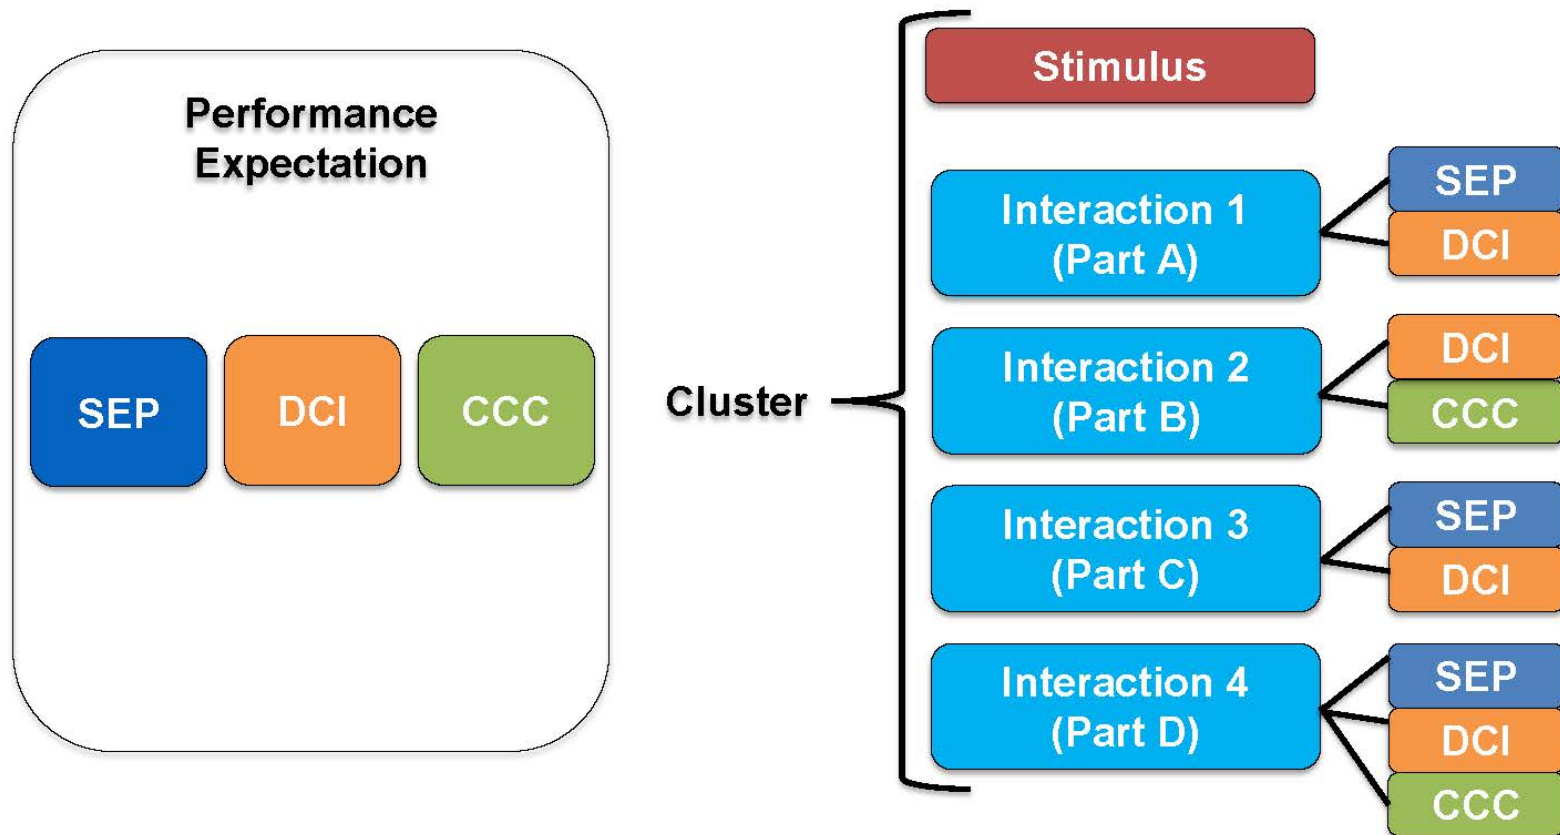 Performance
Expectation
SEP
DCI
CCC
Cluster
Stimulus
Interaction 1
(Part A)
SEP
DCI
Interaction 2
(Part B)
DCI
CCC
Interaction 3
(Part C)
SEP
DCI
Interaction 4
(Part D)
SEP
DCI
CCC